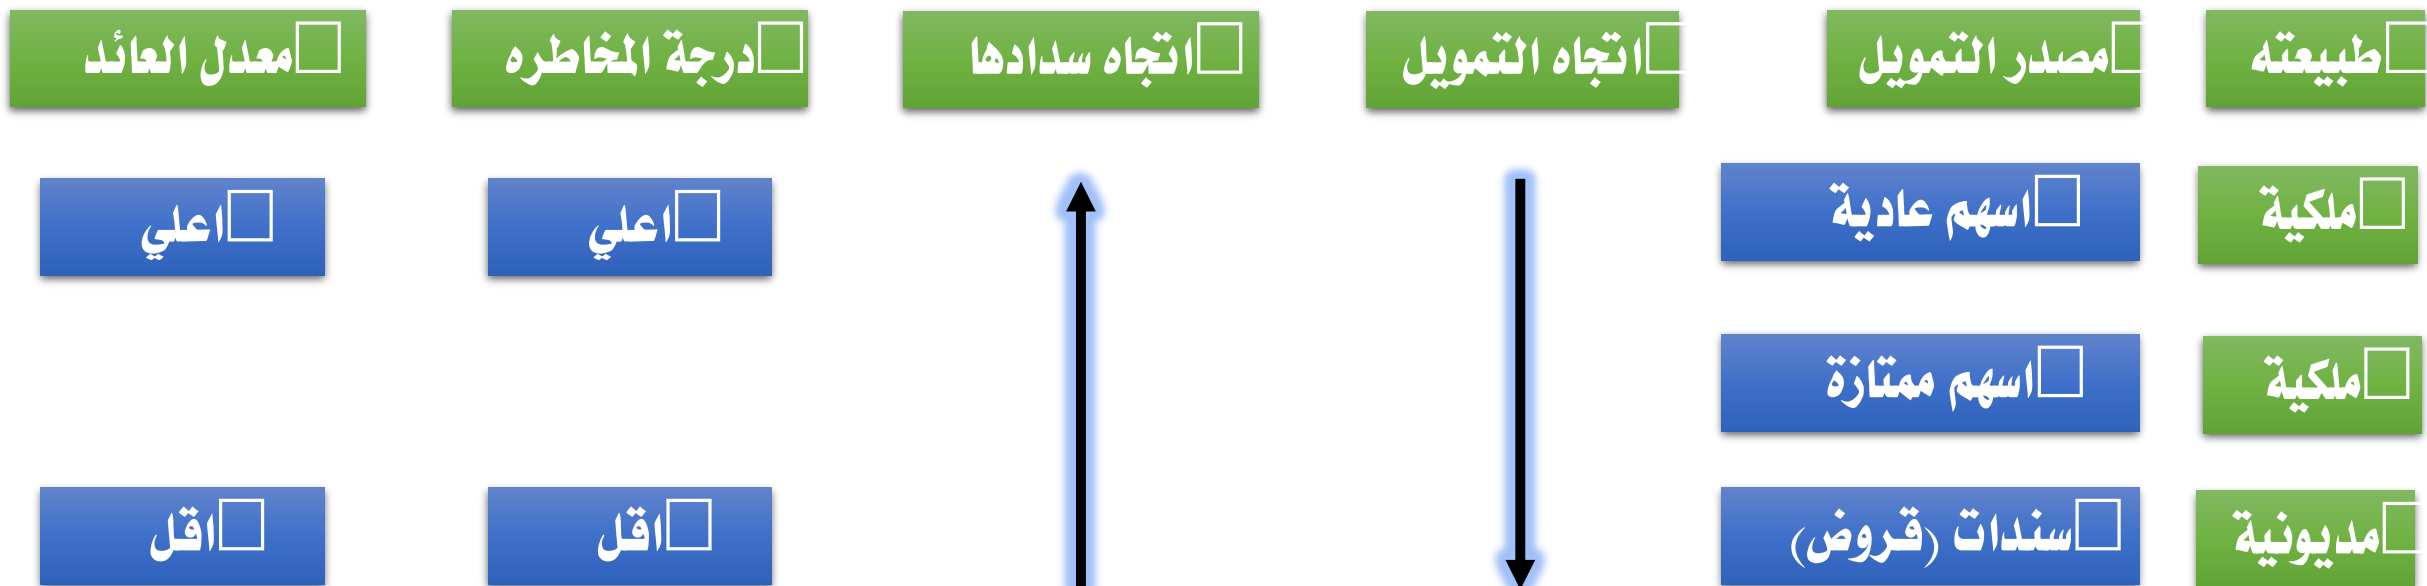 طبيعته
مصدر التمويل
اتجاه التمويل
اتجاه سدادها
درجة المخاطره
معدل العائد
ملكية
اسهم عادية
اعلي
اعلي
ملكية
اسهم ممتازة
مديونية
سندات (قروض)
اقل
اقل